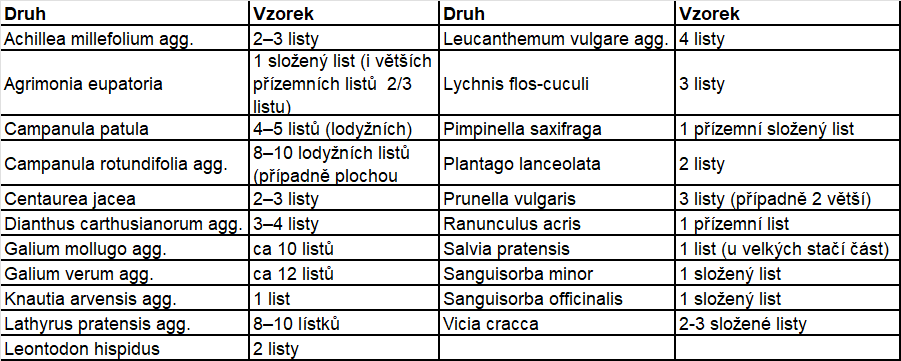 Druh Vzorek Druh Vzorek
Achillea millefolium agg. 2–3 listy Leucanthemum vulgare agg. 4 listy
Agrimonia eupatoria 1 složený list (i větších
přízemních listů  2/3
listu) Lychnis flos-cuculi 3 listy
Campanula patula 4–5 listů (lodyžních) Pimpinella saxifraga 1 přízemní složený list
Campanula rotundifolia agg. 8–10 lodyžních listů
(případně plochou Plantago lanceolata 2 listy
Centaurea jacea 2–3 listy Prunella vulgaris 3 listy (případně 2 větší)
Dianthus carthusianorum agg. 3–4 listy Ranunculus acris 1 přízemní list
Galium mollugo agg. ca 10 listů Salvia pratensis 1 list (u velkých stačí část)
Galium verum agg. ca 12 listů Sanguisorba minor 1 složený list
Knautia arvensis agg. 1 list Sanguisorba officinalis 1 složený list
Lathyrus pratensis agg. 8–10 lístků Vicia cracca 2-3 složené listy
Leontodon hispidus 2 listy